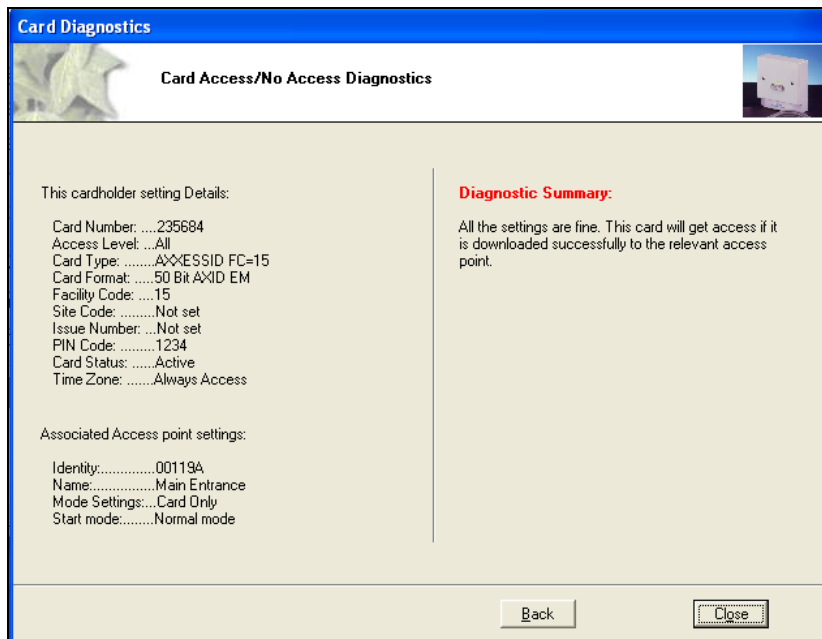 Card Diagnostics
Card Access/No Access Diagnostics
This cardholder setting Details:
Card Number: ....235684
Access Level: ...All
Card Type: ........AXXESSID FC=15
Card Format: .....50 Bit AXID EM
Facility Code: ....15
Site Code: .........Not set
Issue Number: ...Not set
PIN Code: .........1234
Card Status: ......Active
Time Zone: .......Always Access
Associated Access point settings:
Identity:..............00119A
Name:................Main Entrance
Mode Settings:...Card Only
Start mode:........Normal mode
Diagnostic Summary:
All the settings are fine. This card will get access if it
is downloaded successfully to the relevant access
point.
Back
Close